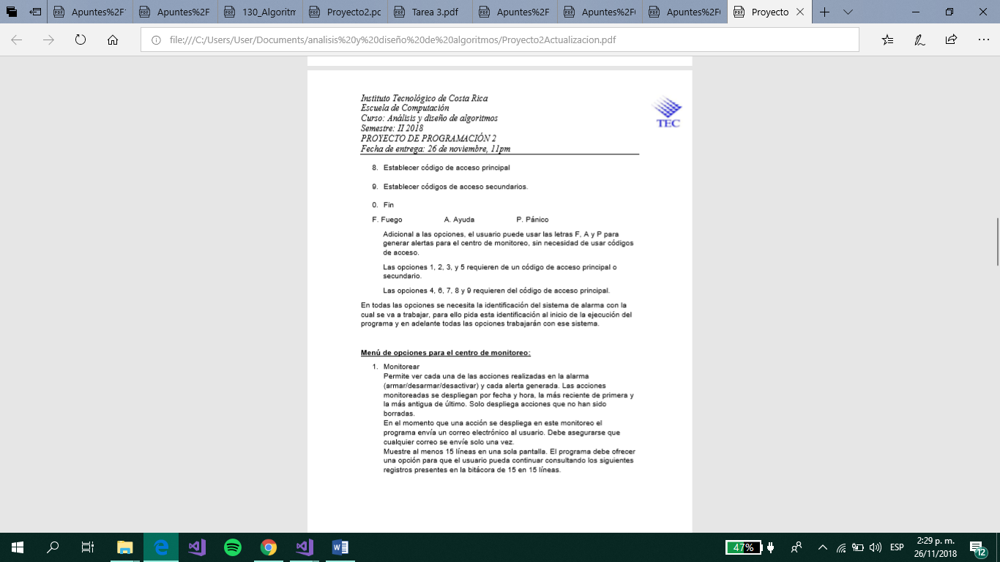 Apuntes%2F
Apuntes%2F
130_Algoritm
Proyecto2.p
Tarea 3.pdf
Apuntes%2F
Apuntes%2F
Apuntes%2F
Proyecto
file:///C:/Users/User/Documents/analisis%20y%20diseño%20de%20algoritmos/Proyecto2Actualizacion.pdf
Instituto Tecnológico de Costa Rica
Escuela de Computación
Curso: Análisis y diseño de algoritmos
Semestre: II 2018
PROYECTO DE PROGRAMACIÓN 2
Fecha de entrega: 26 de noviembre, 11pm
TEC
8. Establecer código de acceso principal
9. Establecer códigos de acceso secundarios.
0. Fin
F. Fuego A. Ayuda P. Pánico
Adicional a las opciones, el usuario puede usar las letras F, A y P para
generar alertas para el centro de monitoreo, sin necesidad de usar códigos
de acceso.
Las opciones 1, 2, 3, y 5 requieren de un código de acceso principal o
secundario.
Las opciones 4, 6, 7, 8 y 9 requieren del código de acceso principal.
En todas las opciones se necesita la identificación del sistema de alarma con la
cual se va a trabajar, para ello pida esta identificación al inicio de la ejecución del
programa y en adelante todas las opciones trabajarán con ese sistema.
Menú de opciones para el centro de monitoreo:
1. Monitorear
Permite ver cada una de las acciones realizadas en la alarma
(armar/desarmar/desactivar) y cada alerta generada. Las acciones
monitoreadas se despliegan por fecha y hora, la más reciente de primera y
la más antigua de último. Solo despliega acciones que no han sido
borradas.
En el momento que una acción se despliega en este monitoreo el
programa envía un correo electrónico al usuario. Debe asegurarse que
cualquier correo se envíe solo una vez.
Muestre al menos 15 líneas en una sola pantalla. El programa debe ofrecer
una opción para que el usuario pueda continuar consultando los siguientes
registros presentes en la bitácora de 15 en 15 líneas.
47%
ESP
2:29 p. m.
26/11/2018
12